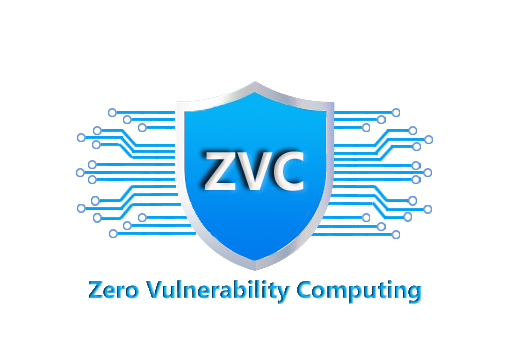 ZVC
Zero Vulnerability Computing